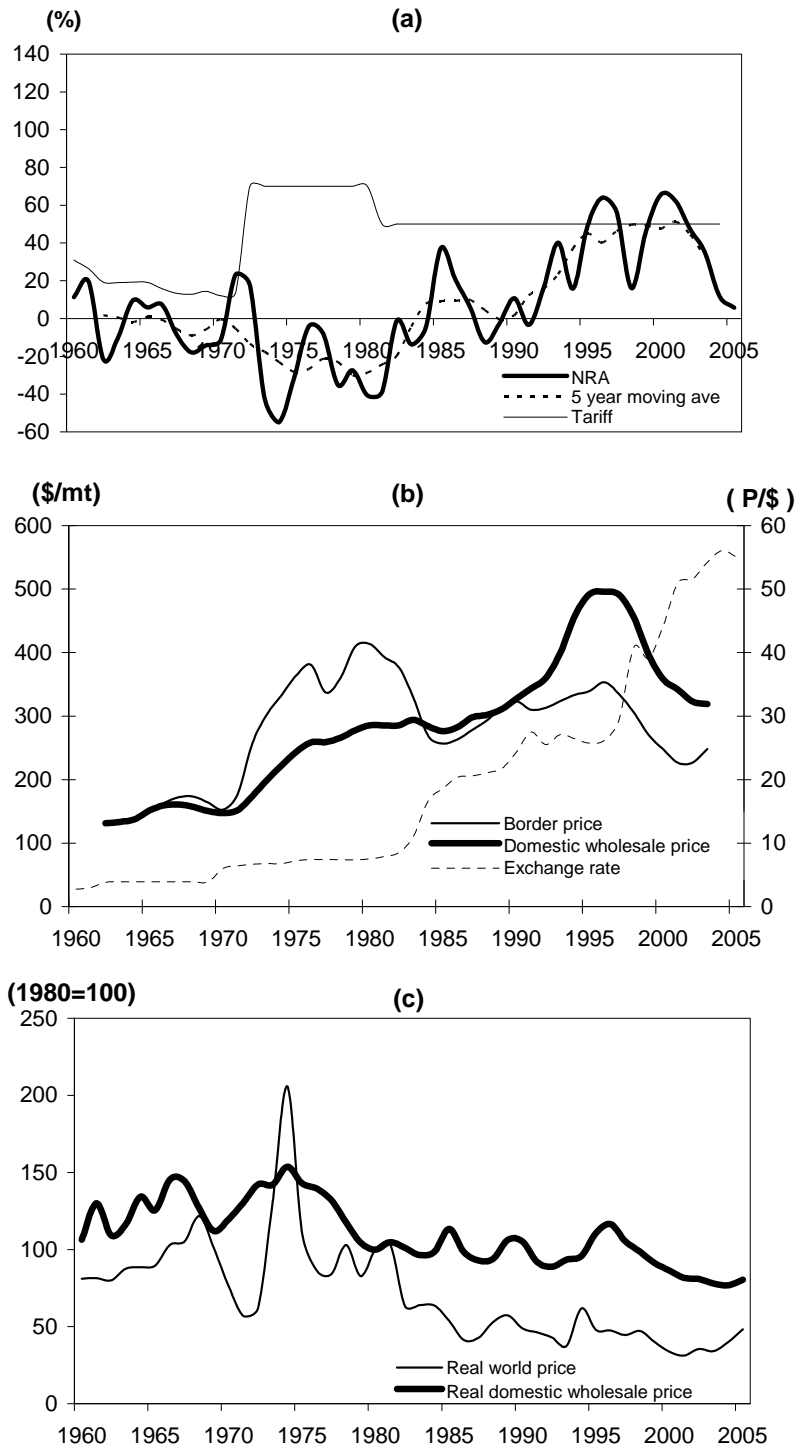 (%) (a)
140
120
100
80
60
40
20
0
-20
-40
-60
1960 1965 1970 1975 1980 1985 1990 1995 2000 2005
NRA
5 year moving ave
Tariff
($/mt) (b) ( P/$ )
600 60
500 50
400 40
300 30
200 20
100 10
0 0
Border price
Domestic wholesale price
Exchange rate
1960 1965 1970 1975 1980 1985 1990 1995 2000 2005
(1980=100) (c)
250
200
150
100
50
0
Real world price
Real domestic wholesale price
1960 1965 1970 1975 1980 1985 1990 1995 2000 2005